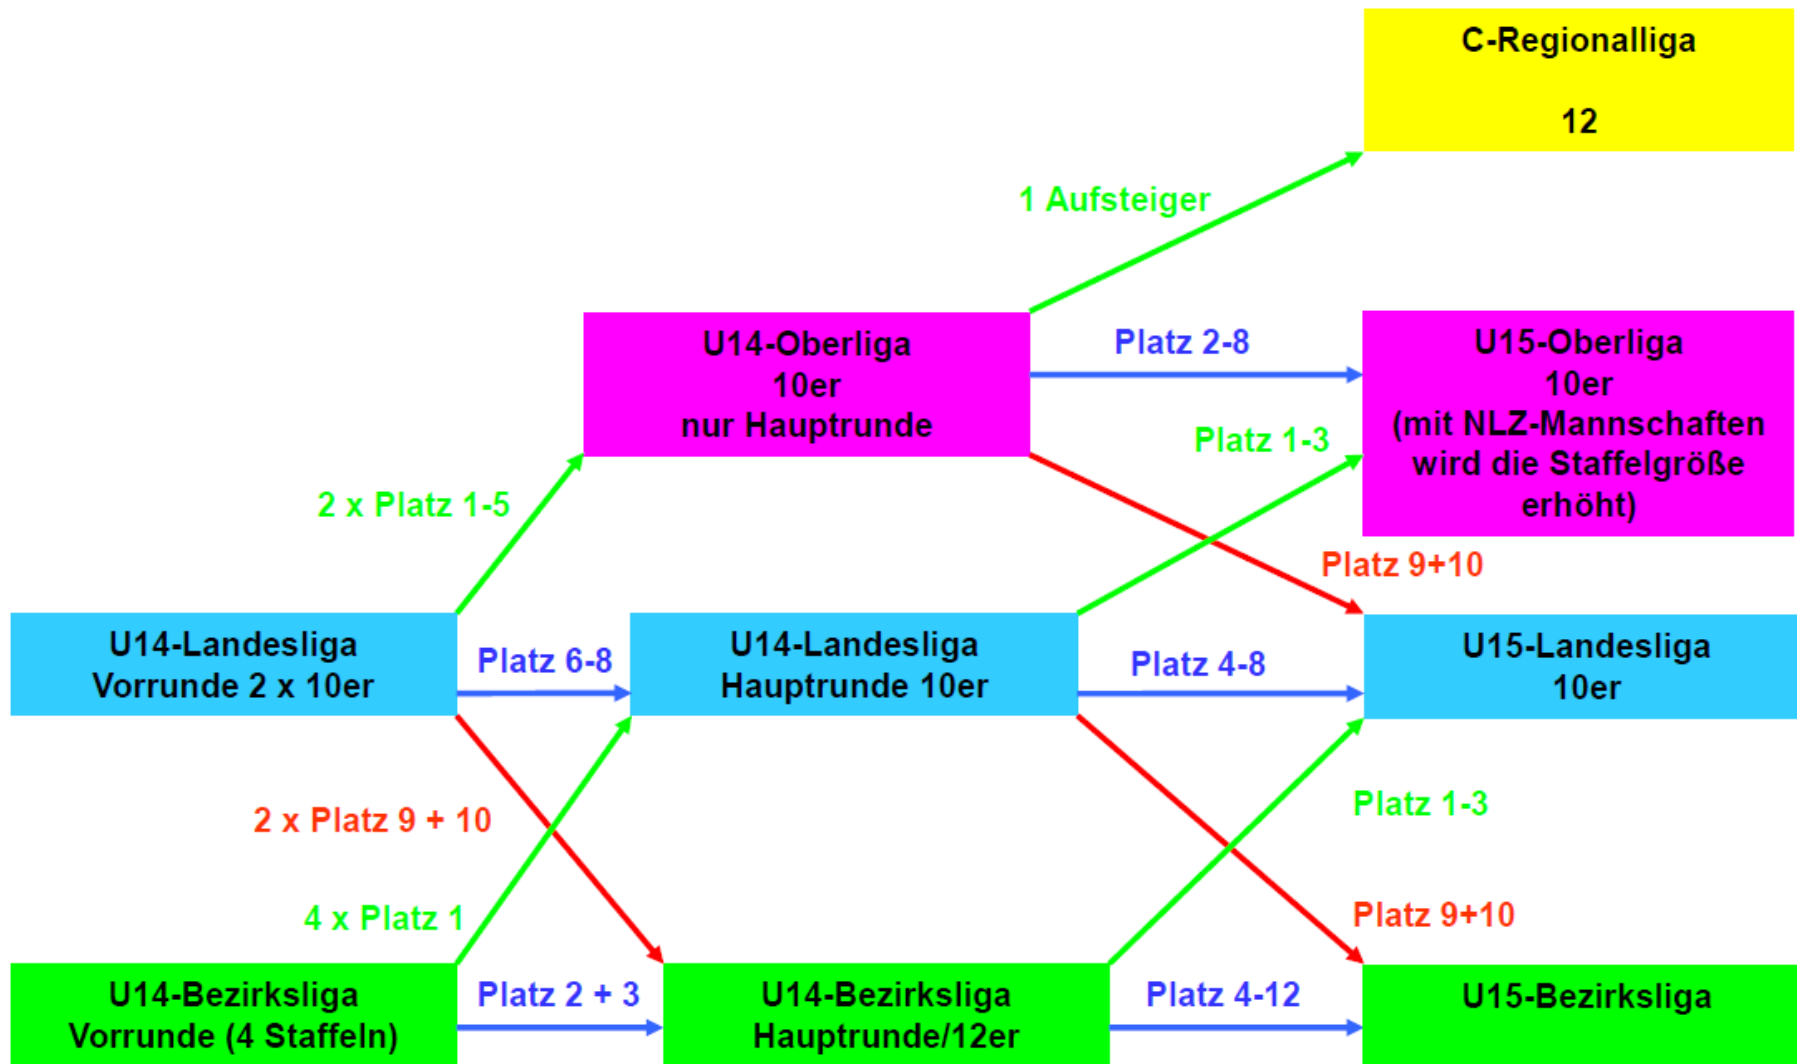 C-Regionalliga
12
1 Aufsteiger
U14-Oberliga
10er
nur Hauptrunde
Platz 2-8
U15-Oberliga
10er
(mit NLZ-Mannschaften
wird die Staffelgröße
erhöht)
Platz 1-3
2 x Platz 1-5
Platz 9+10
U14-Landesliga
Vorrunde 2 x 10er
Platz 6-8
U14-Landesliga
Hauptrunde 10er
Platz 4-8
U15-Landesliga
10er
2 x Platz 9 + 10
Platz 1-3
4 x Platz 1
Platz 9+10
U14-Bezirksliga
Vorrunde (4 Staffeln)
Platz 2 + 3
U14-Bezirksliga
Hauptrunde/12er
Platz 4-12
U15-Bezirksliga